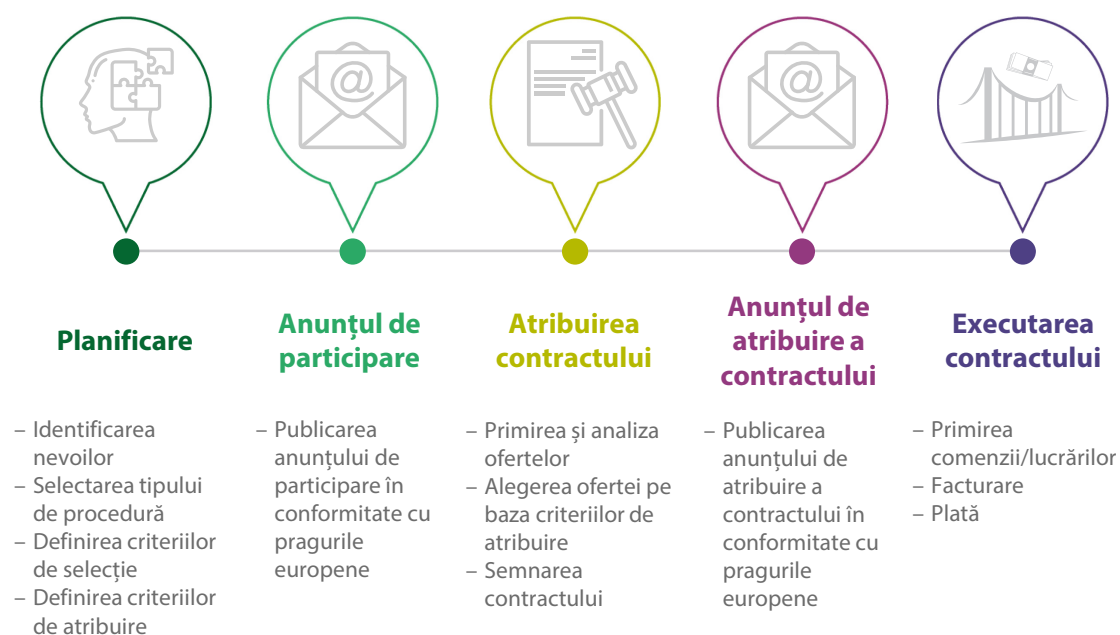 @
@
Planificare
– Identificarea
nevoilor
– Selectarea tipului
de procedură
– Definirea criteriilor
de selecție
– Definirea criteriilor
de atribuire
Anunțul de
participare
– Publicarea
anunțului de
participare în
conformitate cu
pragurile
europene
Atribuirea
contractului
– Primirea și analiza
ofertelor
– Alegerea ofertei pe
baza criteriilor de
atribuire
– Semnarea
contractului
Anunțul de
atribuire a
contractului
– Publicarea
anunțului de
atribuire a
contractului în
conformitate cu
pragurile
europene
Executarea
contractului
– Primirea
comenzii/lucrărilor
– Facturare
– Plată